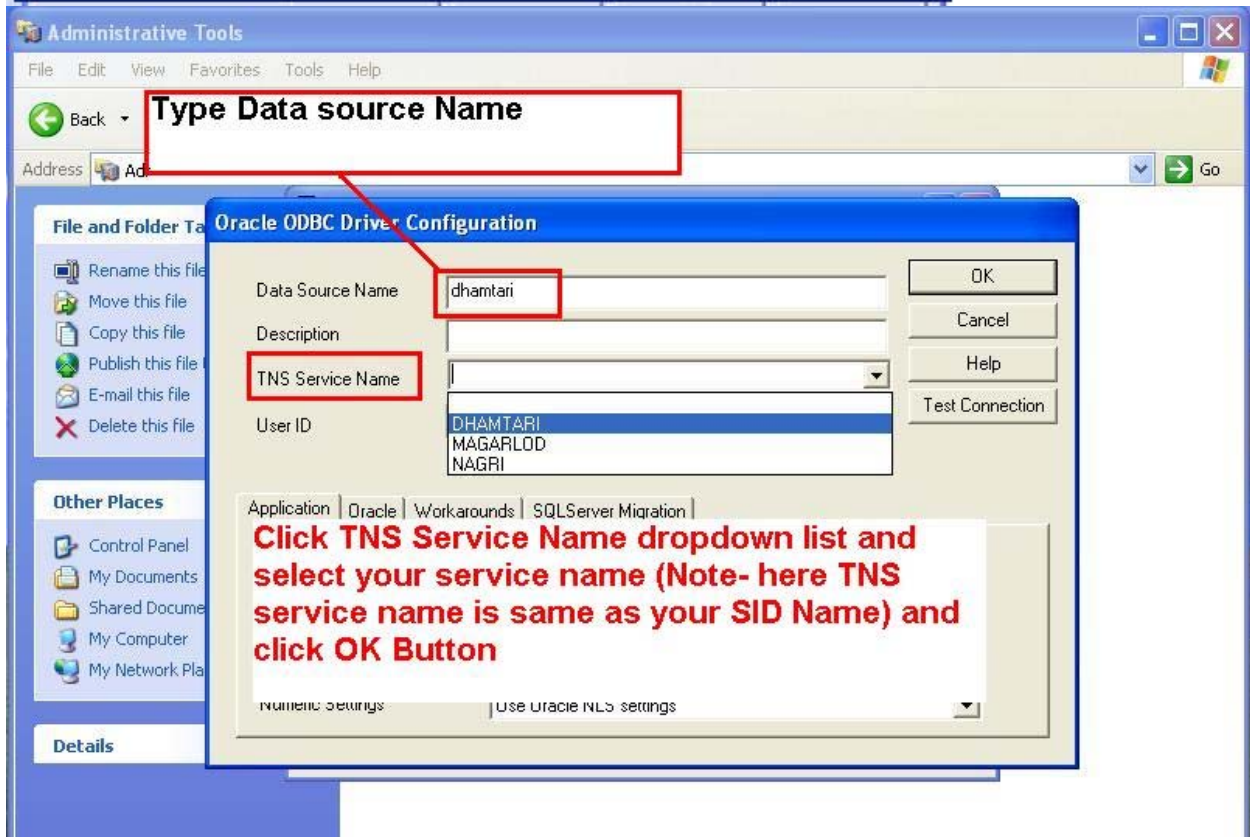 Administrative Tools
File Edit View Favorites Tools Help
Back
Type Data source Name
Address
Go
File and Folder Ta
Rename this file
Move this file
Copy this file
Publish this file
E-mail this file
Delete this file
Other Places
Control Panel
My Documents
Shared Docume
My Computer
My Network Pla
Details
Oracle ODBC Driver Configuration
Data Source Name dhamtari
Description
TNS Service Name
DHAMTARI
MAGARLOD
NAGRI
User ID
OK
Cancel
Help
Test Connection
Application Oracle Workarounds SQLServer Migration
Click TNS Service Name dropdown list and
select your service name (Note- here TNS
service name is same as your SID Name) and
click OK Button
Numeric Settings Use Oracle NLS settings